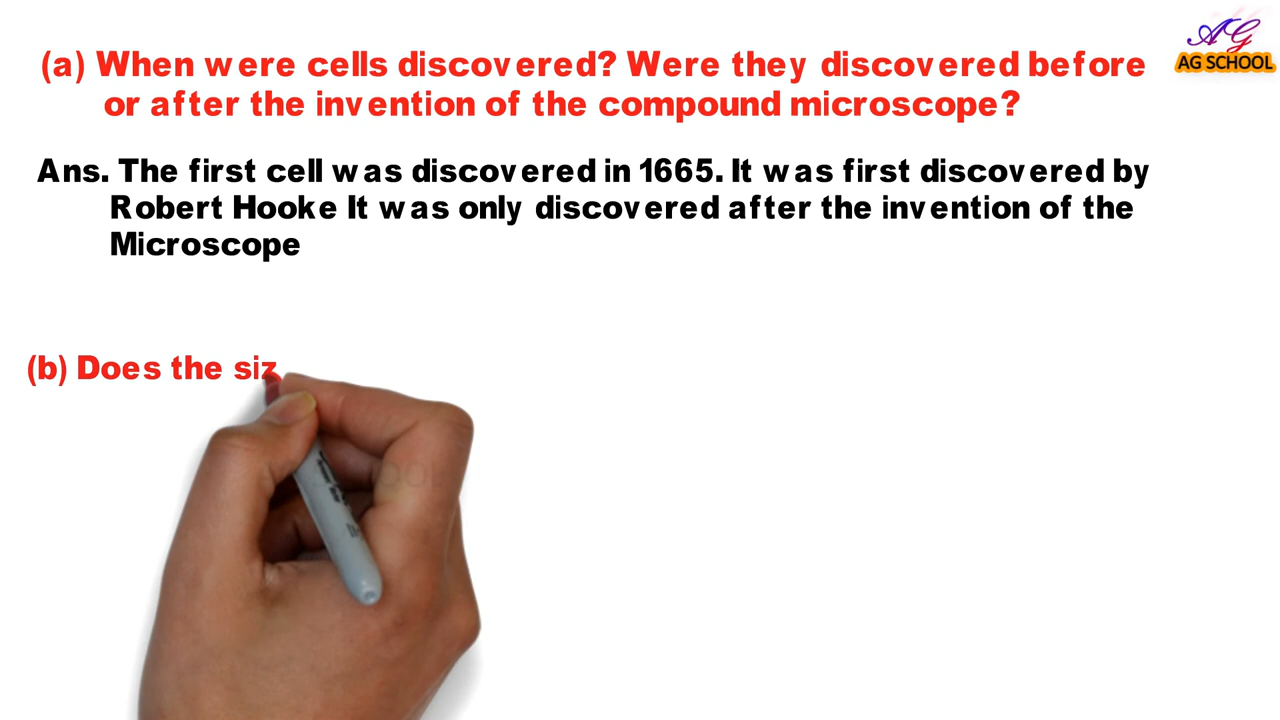 AG
AG SCHOOL
(a) When were cells discovered? Were they discovered before
or after the invention of the compound microscope?
Ans. The first cell was discovered in 1665. It was first discovered by
Robert Hooke It was only discovered after the invention of the
Microscope
(b) Does the siz